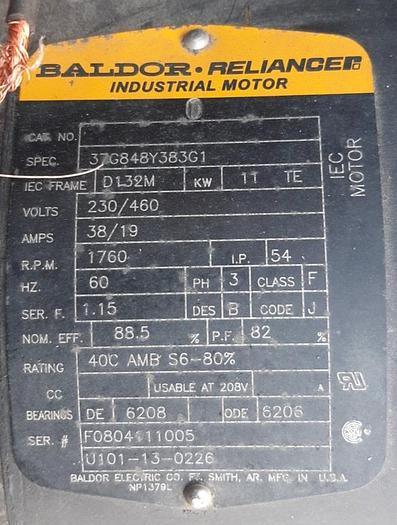 BALDOR • RELIANCE
INDUSTRIAL MOTOR
CAT. NO.
SPEC. 37G848Y383G1
IEC FRAME D132M KW 11 TE
VOLTS 230/460
AMPS 38/19
R.P.M. 1760 I.P. 54
HZ. 60 PH 3 CLASS F
SER. F. 1.15 DES B CODE J
NOM. EFF. 88.5 % P.F. 82 %
RATING 40C AMB S6-80%
CC USABLE AT 208V A
BEARINGS DE 6208 ODE 6206
SER. # F0804111005
U101-13-0226
BALDOR ELECTRIC CO. FT. SMITH, AR. MFG. IN U.S.A.
NP1379L
IEC MOTOR